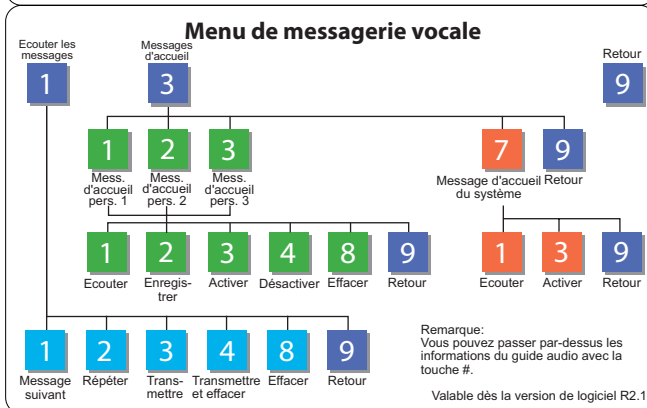 Menu de messagerie vocale
Ecouter les
messages
1
Messages
d'accueil
3
Retour
9
1
Mess.
d'accueil
pers. 1
2
Mess.
d'accueil
pers. 2
3
Mess.
d'accueil
pers. 3
7
Message d'accueil
du système
9
Retour
1
Ecouter
2
Enregis-
trer
3
Activer
4
Désactiver
8
Effacer
9
Retour
1
Ecouter
3
Activer
9
Retour
1
Message
suivant
2
Répéter
3
Trans-
mettre
4
Transmettre
et effacer
8
Effacer
9
Retour
Remarque:
Vous pouvez passer par-dessus les
informations du guide audio avec la
touche #.
Valable dès la version de logiciel R2.1